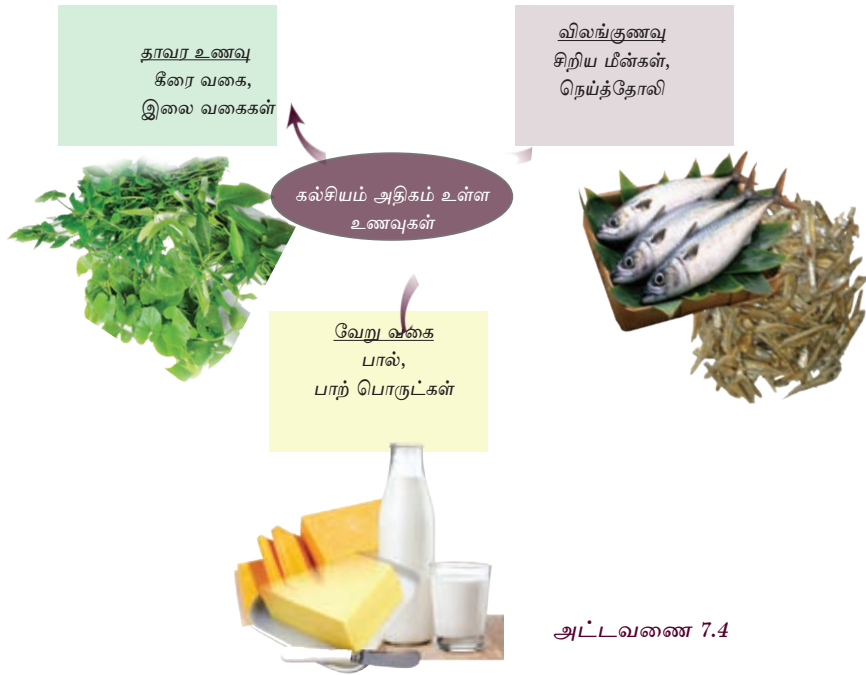 தாவர உணவு
கீரை வகை,
இலை வகைகள்
விலங்குணவு
சிறிய மீன்கள்,
நெய்த்தோலி
கல்சியம் அதிகம் உள்ள
உணவுகள்
வேறு வகை
பால்,
பாற் பொருட்கள்
அட்டவணை 7.4